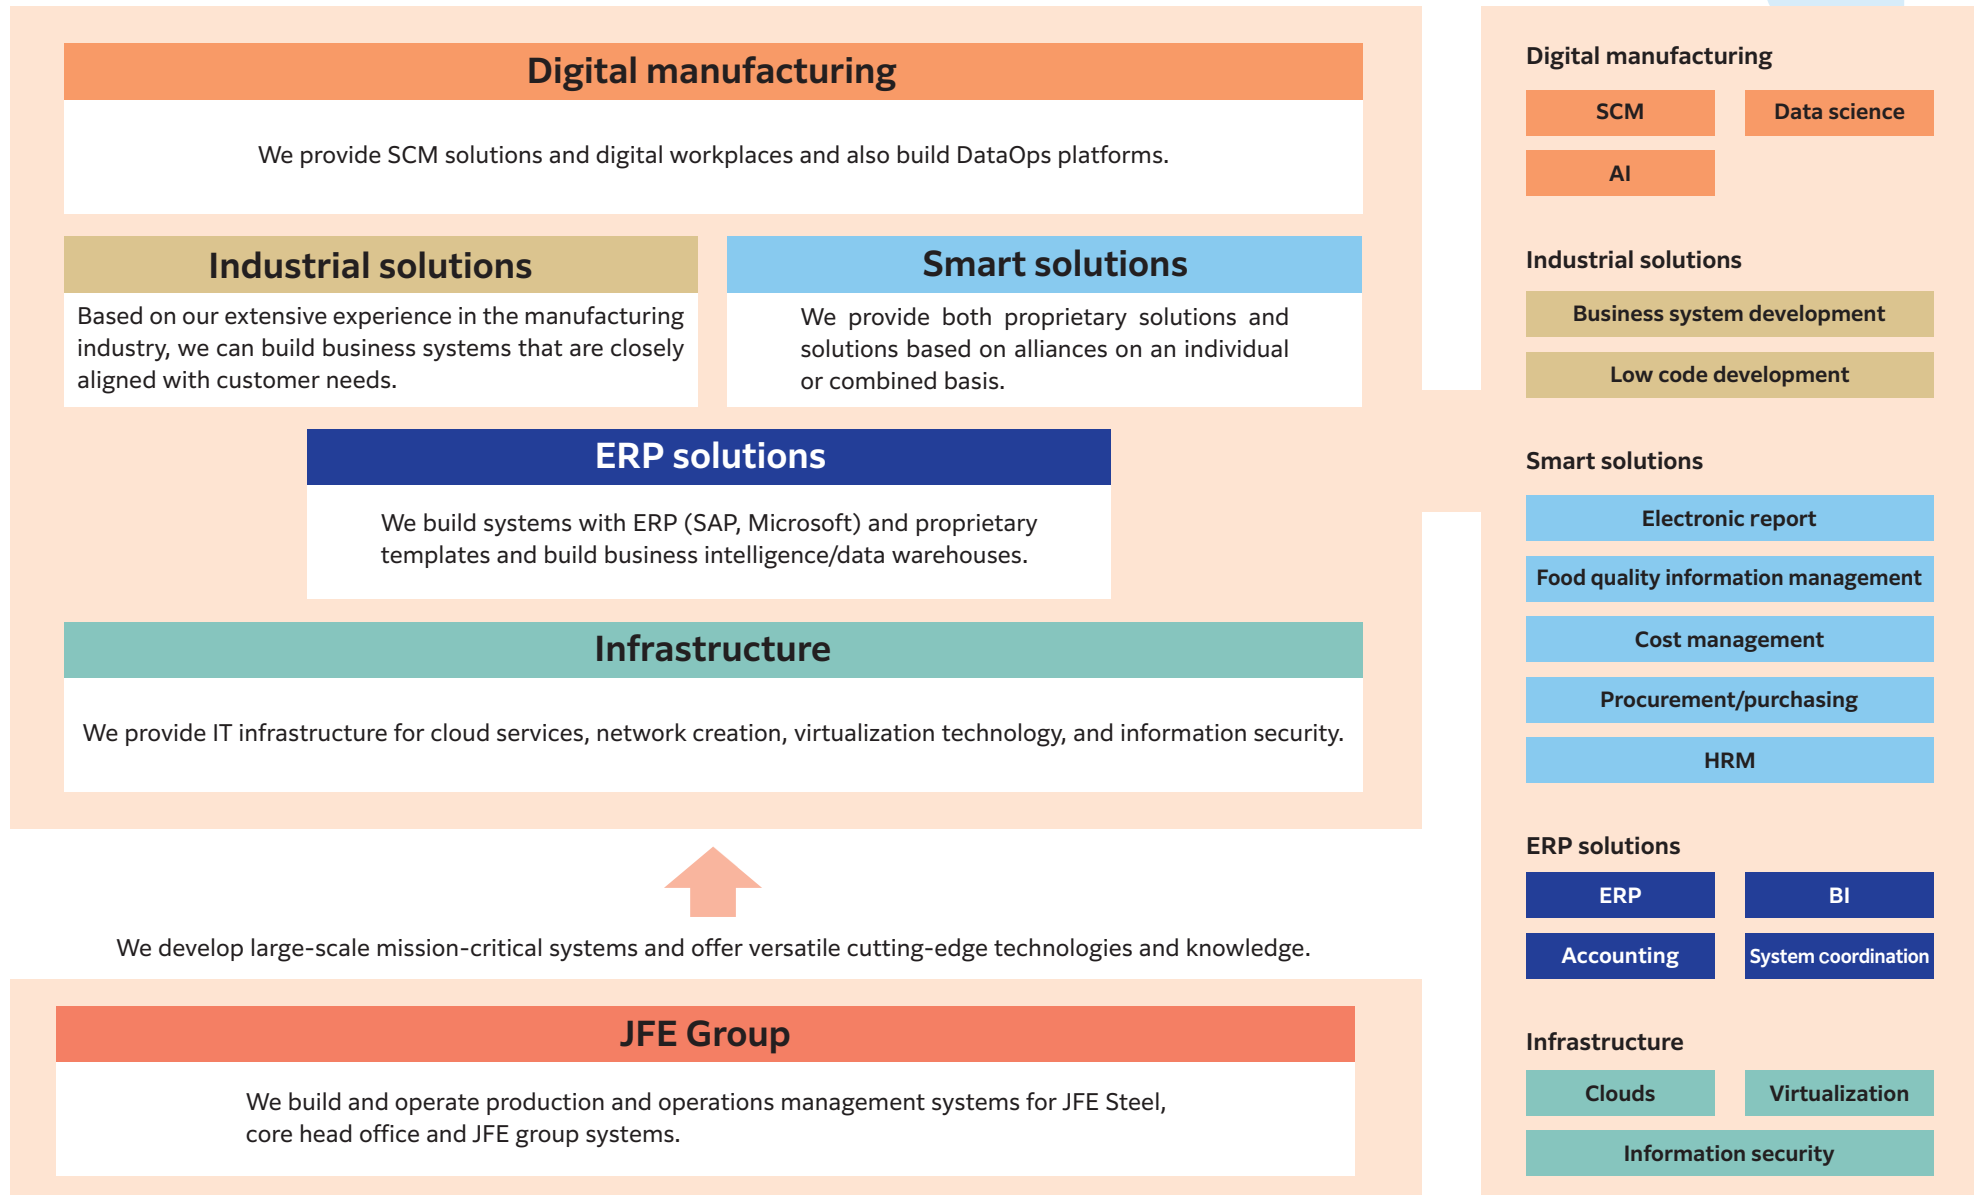 Digital manufacturing
We provide SCM solutions and digital workplaces and also build DataOps platforms.
Industrial solutions
Based on our extensive experience in the manufacturing
industry, we can build business systems that are closely
aligned with customer needs.
Smart solutions
We provide both proprietary solutions and
solutions based on alliances on an individual
or combined basis.
ERP solutions
We build systems with ERP (SAP, Microsoft) and proprietary
templates and build business intelligence/data warehouses.
Infrastructure
We provide IT infrastructure for cloud services, network creation, virtualization technology, and information security.
We develop large-scale mission-critical systems and offer versatile cutting-edge technologies and knowledge.
JFE Group
We build and operate production and operations management systems for JFE Steel,
core head office and JFE group systems.
Digital manufacturing
SCM
Data science
AI
Industrial solutions
Business system development
Low code development
Smart solutions
Electronic report
Food quality information management
Cost management
Procurement/purchasing
HRM
ERP solutions
ERP
BI
Accounting
System coordination
Infrastructure
Clouds
Virtualization
Information security